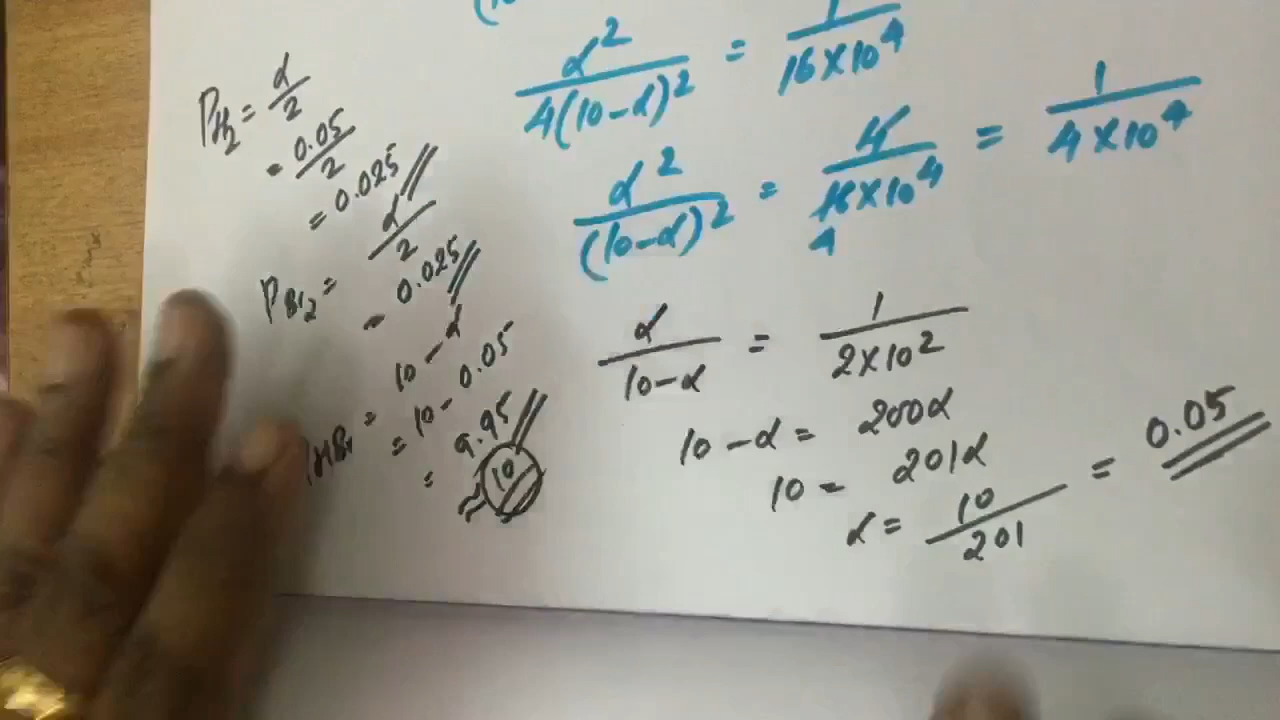 α²/4(10-α)² = 1/16×10⁴
α²/(10-α)² = 4/16×10⁴ = 1/4×10⁴
4
α/10-α = 1/2×10²
10-α = 200α
10 = 201α
α = 10/201 = 0.05
P_H₂ = α/2
= 0.05/2
= 0.025
P_Br₂ = α/2
= 0.025
P_HBr = 10-α
= 10-0.05
= 9.95
10